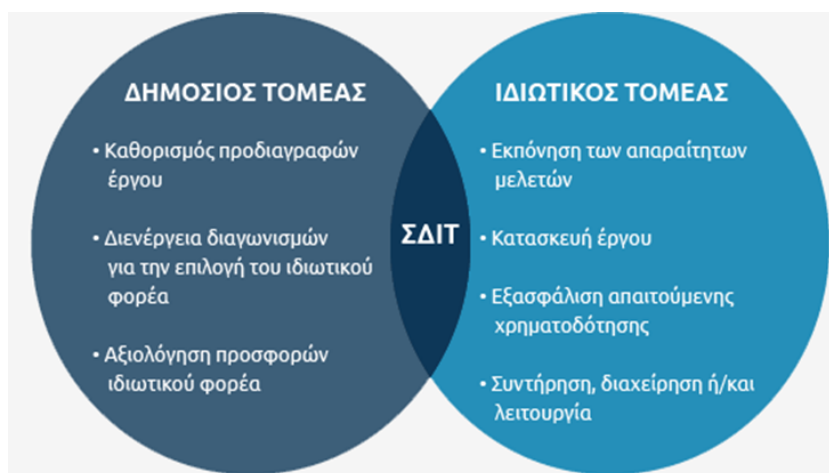 ΔΗΜΟΣΙΟΣ ΤΟΜΕΑΣ
• Καθορισμός προδιαγραφών
έργου
• Διενέργεια διαγωνισμών
για την επιλογή του ιδιωτικού
φορέα
• Αξιολόγηση προσφορών
ιδιωτικού φορέα
ΣΔΙΤ
ΙΔΙΩΤΙΚΟΣ ΤΟΜΕΑΣ
• Εκπόνηση των απαραίτητων
μελετών
• Κατασκευή έργου
• Εξασφάλιση απαιτούμενης
χρηματοδότησης
• Συντήρηση, διαχείρηση ή/και
λειτουργία